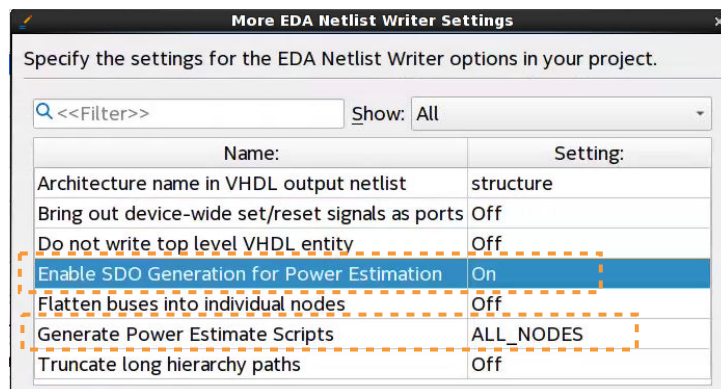 More EDA Netlist Writer Settings
Specify the settings for the EDA Netlist Writer options in your project.
<<Filter>> Show: All
Name: Setting:
Architecture name in VHDL output netlist structure
Bring out device-wide set/reset signals as ports Off
Do not write top level VHDL entity Off
Enable SDO Generation for Power Estimation On
Flatten buses into individual nodes Off
Generate Power Estimate Scripts ALL_NODES
Truncate long hierarchy paths Off